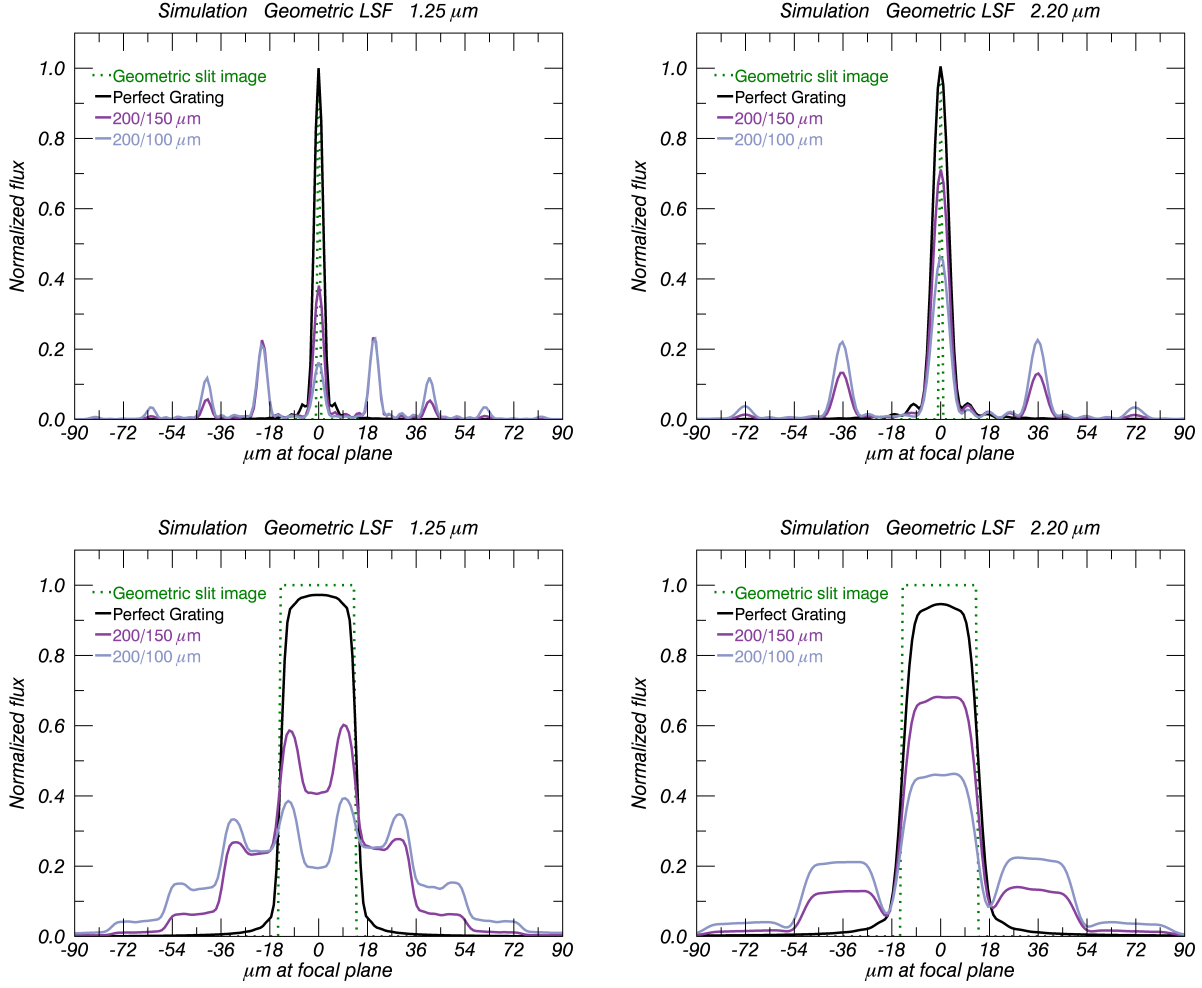 Simulation Geometric LSF 1.25 μm
Geometric slit image
Perfect Grating
200/150 μm
200/100 μm
Normalized flux
1.0
0.8
0.6
0.4
0.2
0.0
-90 -72 -54 -36 -18 0 18 36 54 72 90
μm at focal plane
Simulation Geometric LSF 2.20 μm
Geometric slit image
Perfect Grating
200/150 μm
200/100 μm
Normalized flux
1.0
0.8
0.6
0.4
0.2
0.0
-90 -72 -54 -36 -18 0 18 36 54 72 90
μm at focal plane
Simulation Geometric LSF 1.25 μm
Geometric slit image
Perfect Grating
200/150 μm
200/100 μm
Normalized flux
1.0
0.8
0.6
0.4
0.2
0.0
-90 -72 -54 -36 -18 0 18 36 54 72 90
μm at focal plane
Simulation Geometric LSF 2.20 μm
Geometric slit image
Perfect Grating
200/150 μm
200/100 μm
Normalized flux
1.0
0.8
0.6
0.4
0.2
0.0
-90 -72 -54 -36 -18 0 18 36 54 72 90
μm at focal plane